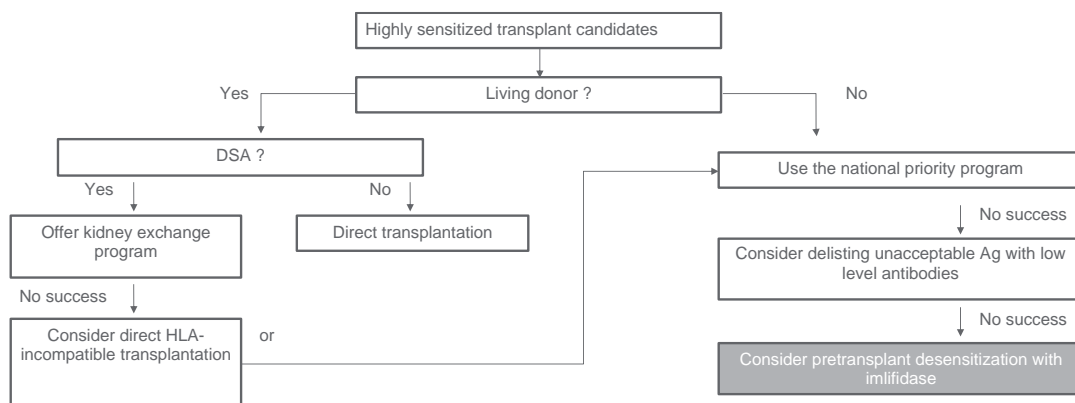 Highly sensitized transplant candidates
Yes
Living donor ?
No
DSA ?
Use the national priority program
Yes
No
No success
Offer kidney exchange
program
Direct transplantation
Consider delisting unacceptable Ag with low
level antibodies
No success
No success
Consider direct HLA-
incompatible transplantation
or
Consider pretransplant desensitization with
imlifidase